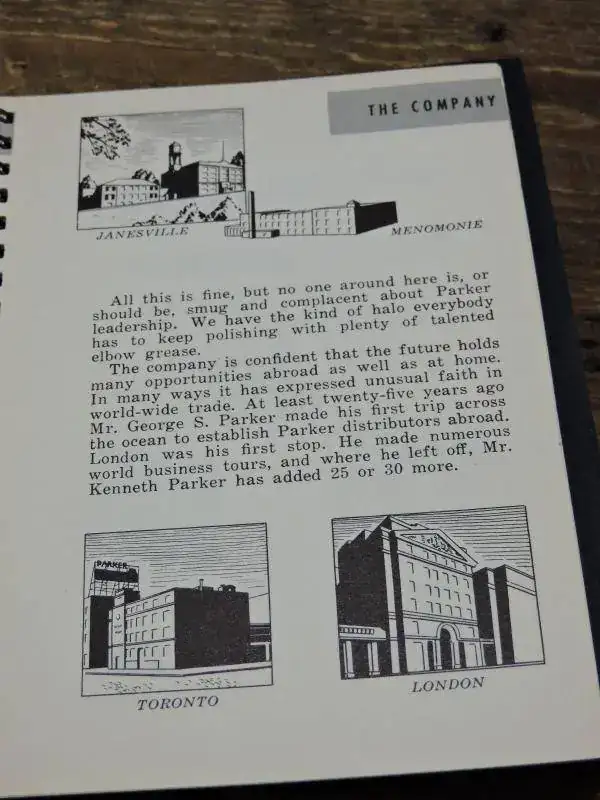 THE COMPANY
JANESVILLE
MENOMONIE
All this is fine, but no one around here is, or
should be, smug and complacent about Parker
leadership. We have the kind of halo everybody
has to keep polishing with plenty of talented
elbow grease.
The company is confident that the future holds
many opportunities abroad as well as at home.
In many ways it has expressed unusual faith in
world-wide trade. At least twenty-five years ago
Mr. George S. Parker made his first trip across
the ocean to establish Parker distributors abroad.
London was his first stop. He made numerous
world business tours, and where he left off, Mr.
Kenneth Parker has added 25 or 30 more.
PARKER
TORONTO
LONDON